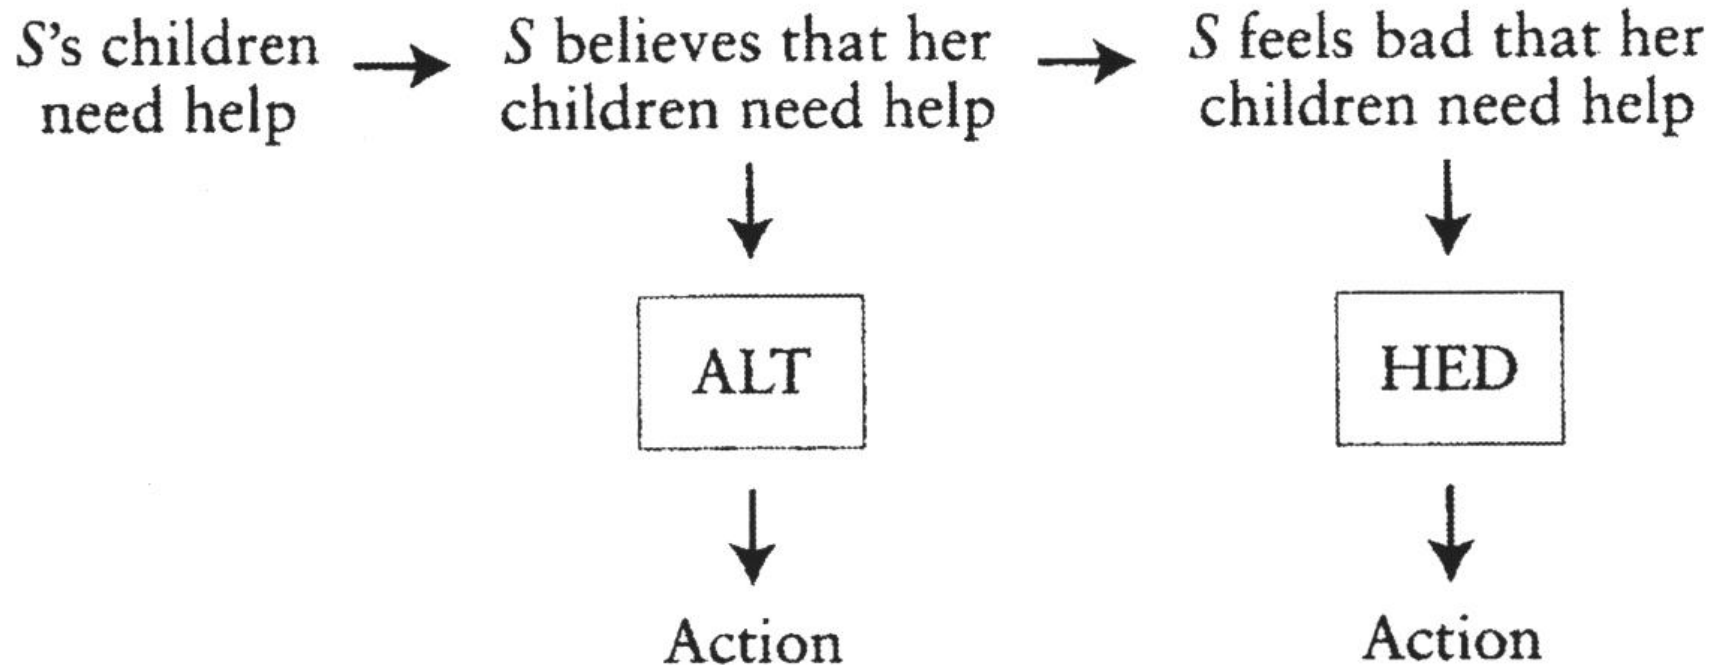 S's children
need help
S believes that her
children need help
S feels bad that her
children need help
ALT
HED
Action
Action